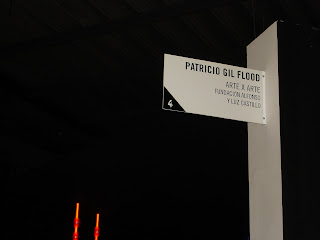 PATRICIO GIL FLOOD
ARTE X ARTE
FUNDACIÓN ALFONSO
Y LUZ CASTILLO
4